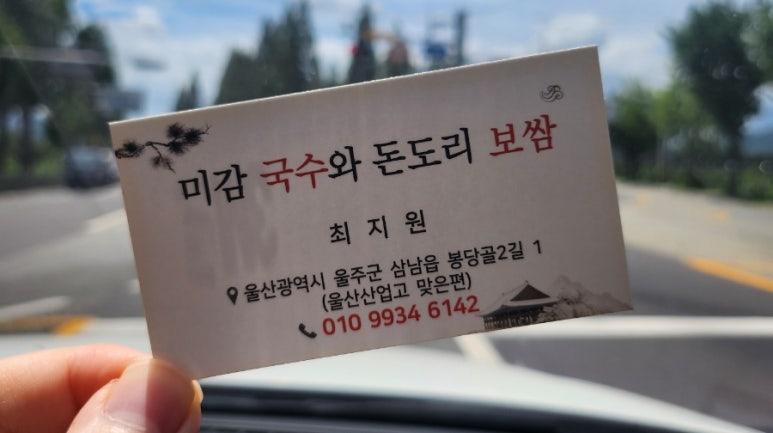 미감 국수와 돈도리 보쌈
최 지 원
울산광역시 울주군 삼남읍 봉당골2길 1
(울산산업고 맞은편)
010 9934 6142